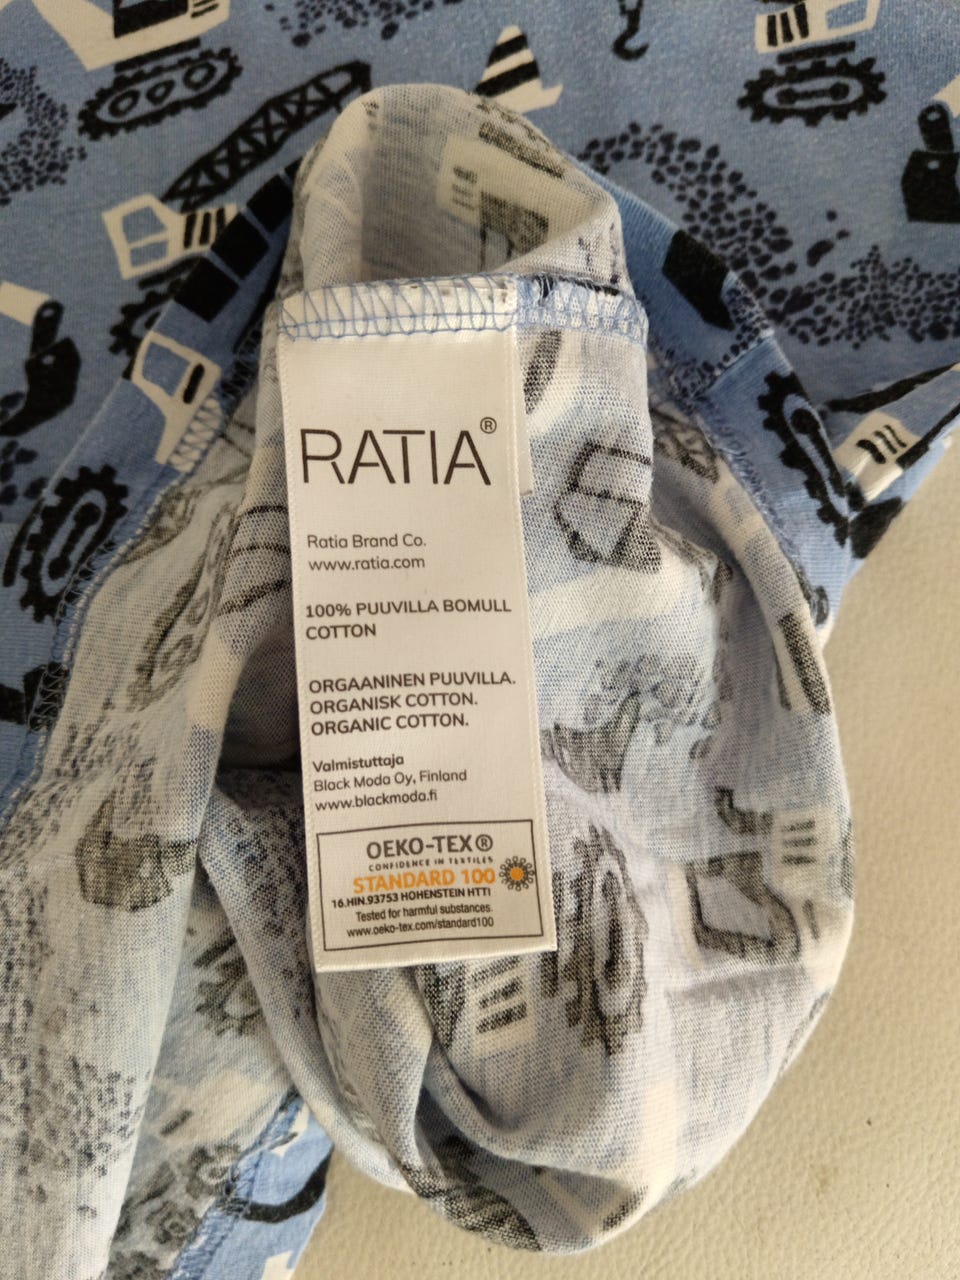 RATIA®
Ratia Brand Co.
www.ratia.com
100% PUUVILLA BOMULL
COTTON
ORGAANINEN PUUVILLA.
ORGANISK COTTON.
ORGANIC COTTON.
Valmistuttaja
Black Moda Oy, Finland
www.blackmoda.fi
OEKO-TEX®
CONFIDENCE IN TEXTILES
STANDARD 100
16.HIN.93753 HOHENSTEIN HTTI
Tested for harmful substances.
www.oeko-tex.com/standard100